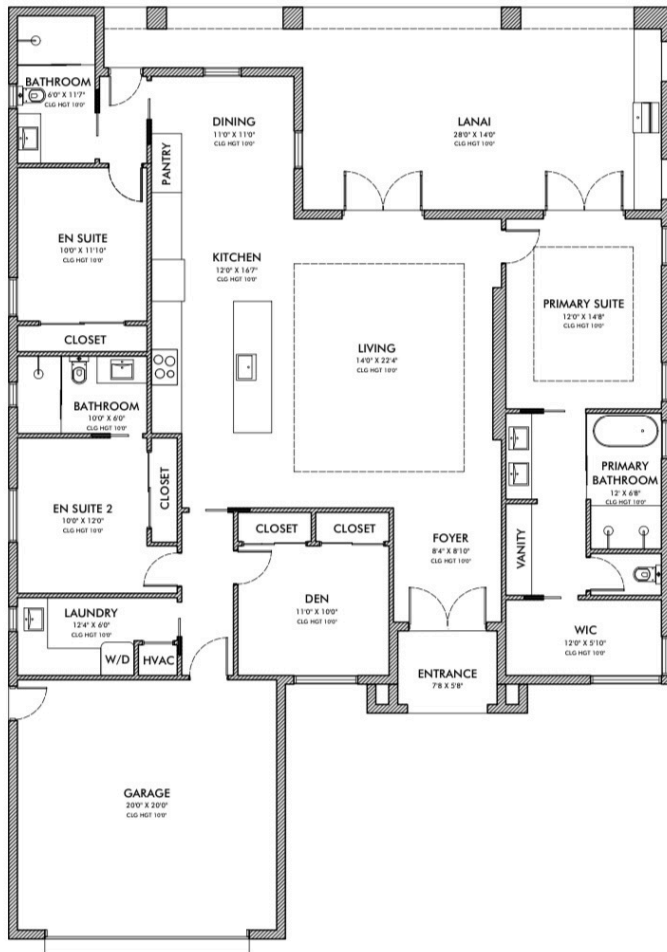 BATHROOM
6'0" X 11'7"
CLG HGT 10'0"
DINING
11'0" X 11'0"
CLG HGT 10'0"
LANAI
28'0" X 14'0"
CLG HGT 10'0"
PANTRY
EN SUITE
10'0" X 11'10"
CLG HGT 10'0"
KITCHEN
12'0" X 16'7"
CLG HGT 10'0"
PRIMARY SUITE
12'0" X 14'8"
CLG HGT 10'0"
CLOSET
LIVING
14'0" X 22'4"
CLG HGT 10'0"
BATHROOM
10'0" X 6'0"
CLG HGT 10'0"
PRIMARY
BATHROOM
12' X 6'8"
CLG HGT 10'0"
CLOSET
EN SUITE 2
10'0" X 12'0"
CLG HGT 10'0"
CLOSET
CLOSET
FOYER
8'4" X 8'10"
CLG HGT 10'0"
VANITY
DEN
11'0" X 10'0"
CLG HGT 10'0"
LAUNDRY
12'4" X 6'0"
CLG HGT 10'0"
W/D
HVAC
WIC
12'0" X 5'10"
CLG HGT 10'0"
ENTRANCE
7'8 X 5'8"
GARAGE
20'0" X 20'0"
CLG HGT 10'0"